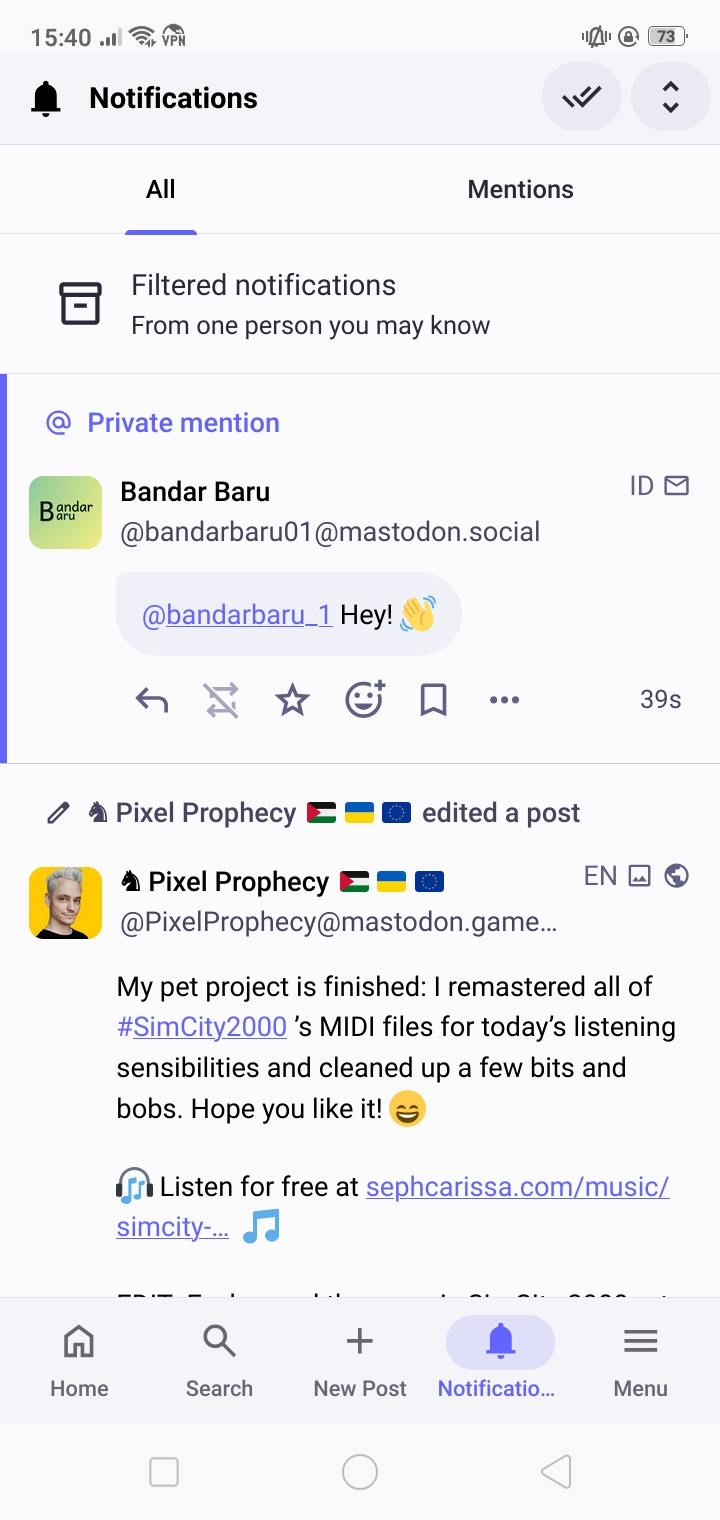 15:40 VPN 73
Notifications
All Mentions
Filtered notifications
From one person you may know
Private mention
Bandar Baru ID
@bandarbaru01@mastodon.social
Bandar
aru
@bandarbaru_1 Hey! 👋
39s
♞ Pixel Prophecy 🇵🇸 🇺🇦 🇪🇺 edited a post
♞ Pixel Prophecy 🇵🇸 🇺🇦 🇪🇺 EN
@PixelProphecy@mastodon.game…
My pet project is finished: I remastered all of
#SimCity2000 ’s MIDI files for today’s listening
sensibilities and cleaned up a few bits and
bobs. Hope you like it! 😄
🎧 Listen for free at sephcarissa.com/music/
simcity-… 🎵
Home Search New Post Notificatio… Menu